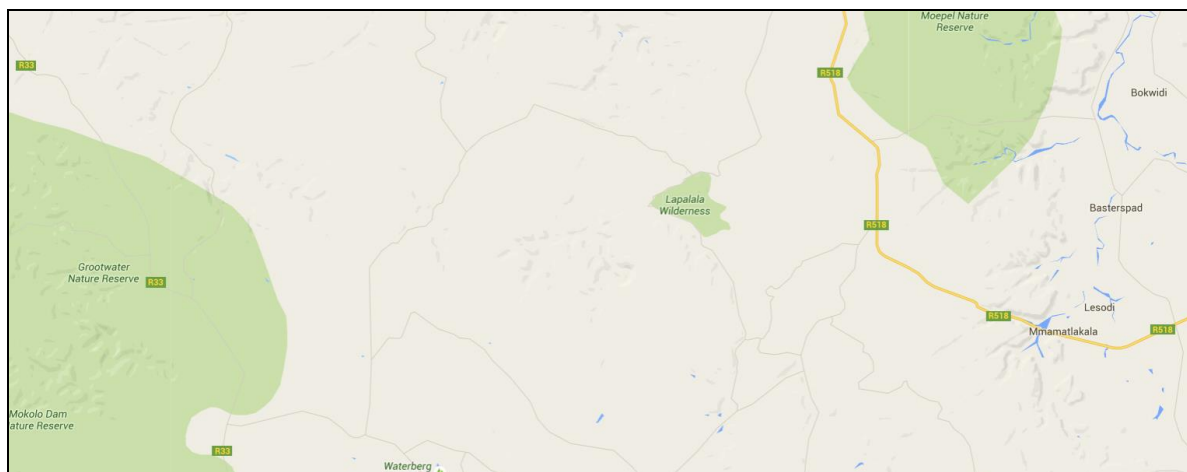 Moepel Nature
Reserve
R33
R518
Bokwidi
Lapalala
Wilderness
Basterspad
R518
Grootwater
Nature Reserve
R33
Lesodi
R518
Mmamatlakala
R518
Mokolo Dam
ature Reserve
R33
Waterberg